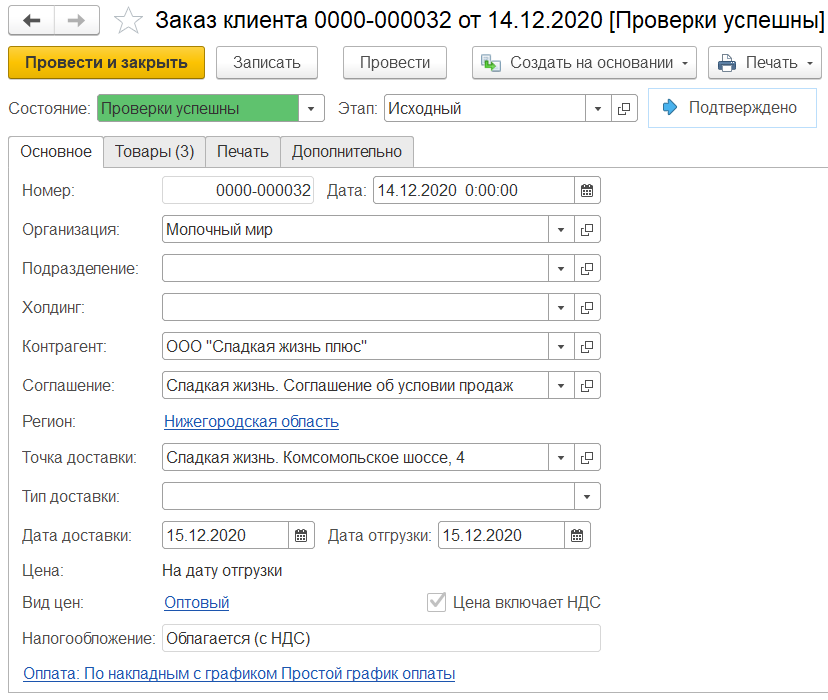 Заказ клиента 0000-000032 от 14.12.2020 [Проверки успешны]
Провести и закрыть Записать Провести Создать на основании Печать
Состояние: Проверки успешны Этап: Исходный Подтверждено
Основное Товары (3) Печать Дополнительно
Номер: 0000-000032 Дата: 14.12.2020 0:00:00
Организация: Молочный мир
Подразделение:
Холдинг:
Контрагент: ООО "Сладкая жизнь плюс"
Соглашение: Сладкая жизнь. Соглашение об условии продаж
Регион: Нижегородская область
Точка доставки: Сладкая жизнь. Комсомольское шоссе, 4
Тип доставки:
Дата доставки: 15.12.2020 Дата отгрузки: 15.12.2020
Цена: На дату отгрузки
Вид цен: Оптовый Цена включает НДС
Налогообложение: Облагается (с НДС)
Оплата: По накладным с графиком Простой график оплаты